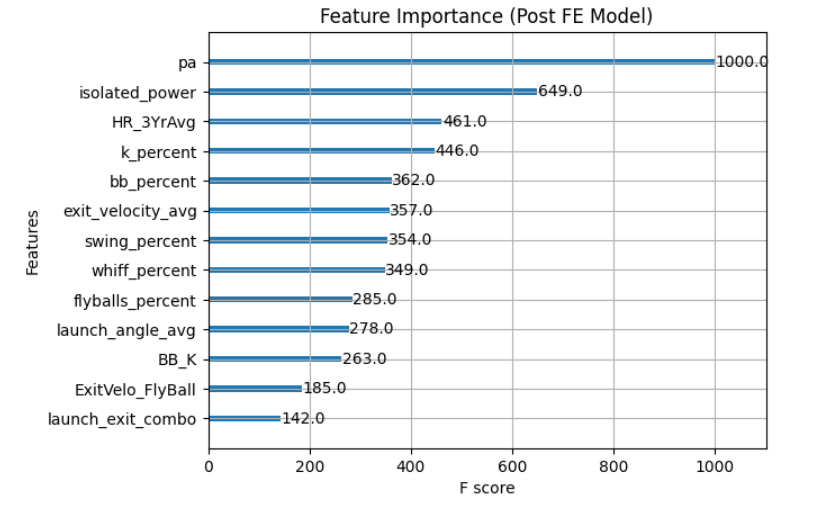 Feature Importance (Post FE Model)
pa 1000.0
isolated_power 649.0
HR_3YrAvg 461.0
k_percent 446.0
bb_percent 362.0
exit_velocity_avg 357.0
swing_percent 354.0
whiff_percent 349.0
flyballs_percent 285.0
launch_angle_avg 278.0
BB_K 263.0
ExitVelo_FlyBall 185.0
launch_exit_combo 142.0
Features
0 200 400 600 800 1000
F score